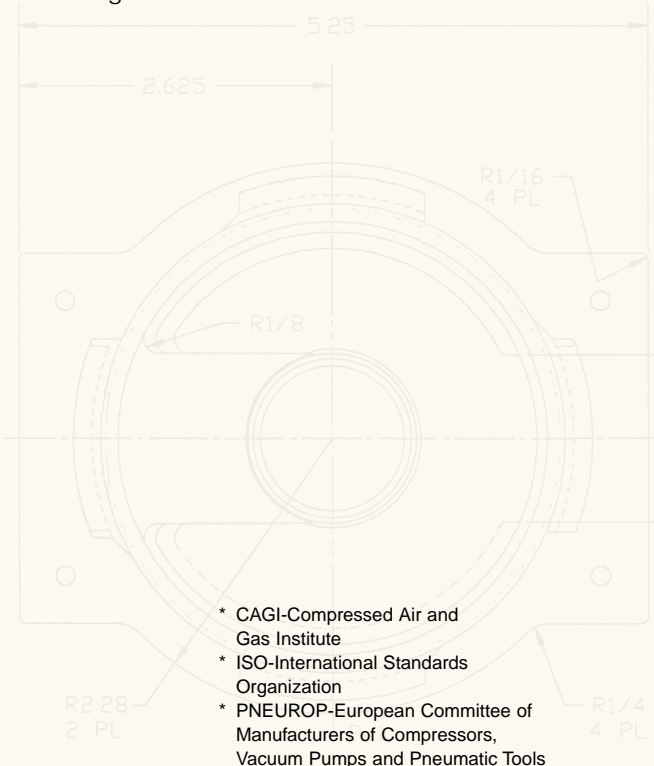 5.25
2.625
R1/16
4 PL
R1/8
* CAGI-Compressed Air and
Gas Institute
* ISO-International Standards
Organization
* PNEUROP-European Committee of
Manufacturers of Compressors,
Vacuum Pumps and Pneumatic Tools
R2.28
2 PL
R1/4
4 PL